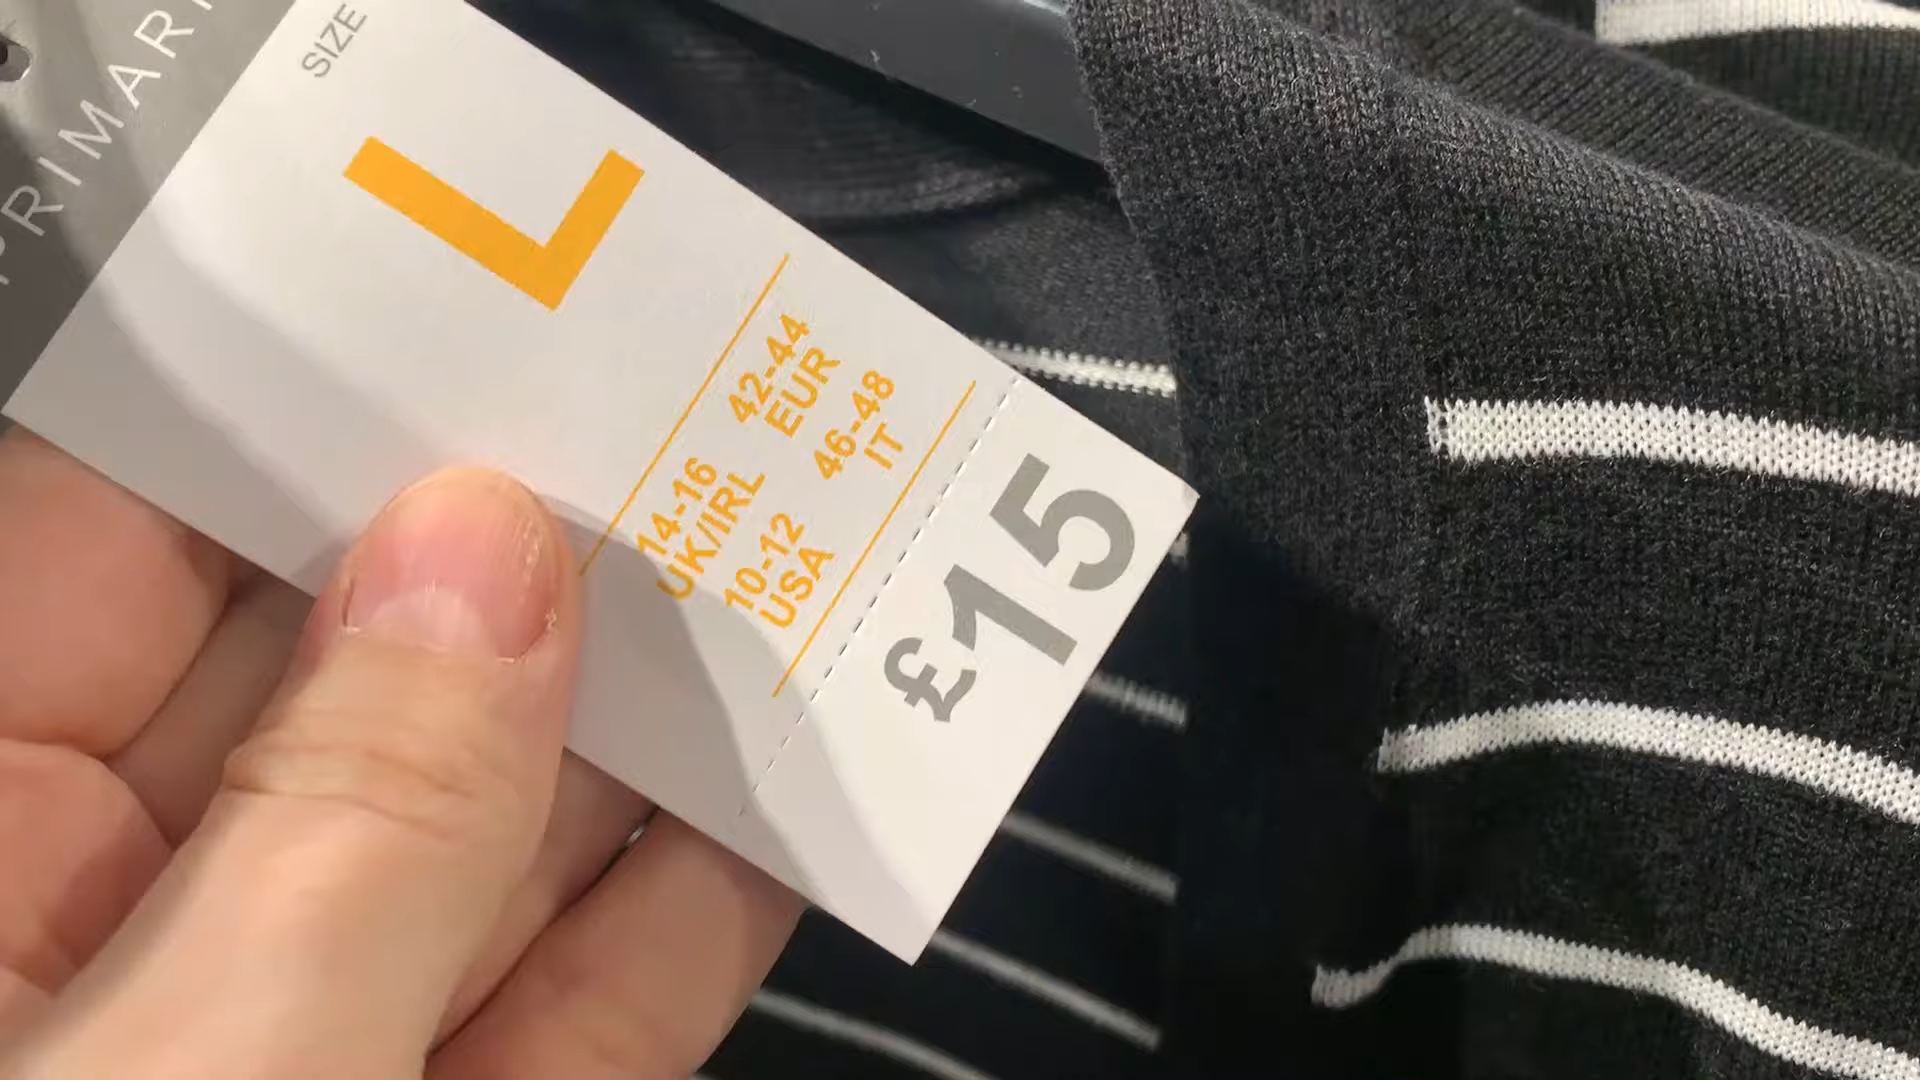 PRIMAR
SIZE
L
14-16 42-44
UK/IRL EUR
10-12 46-48
USA IT
£15